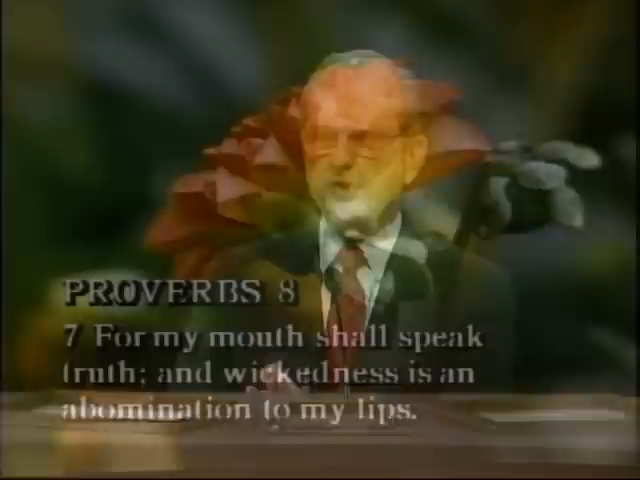 PROVERBS 8
7 For my mouth shall speak
truth; and wickedness is an
abomination to my lips.